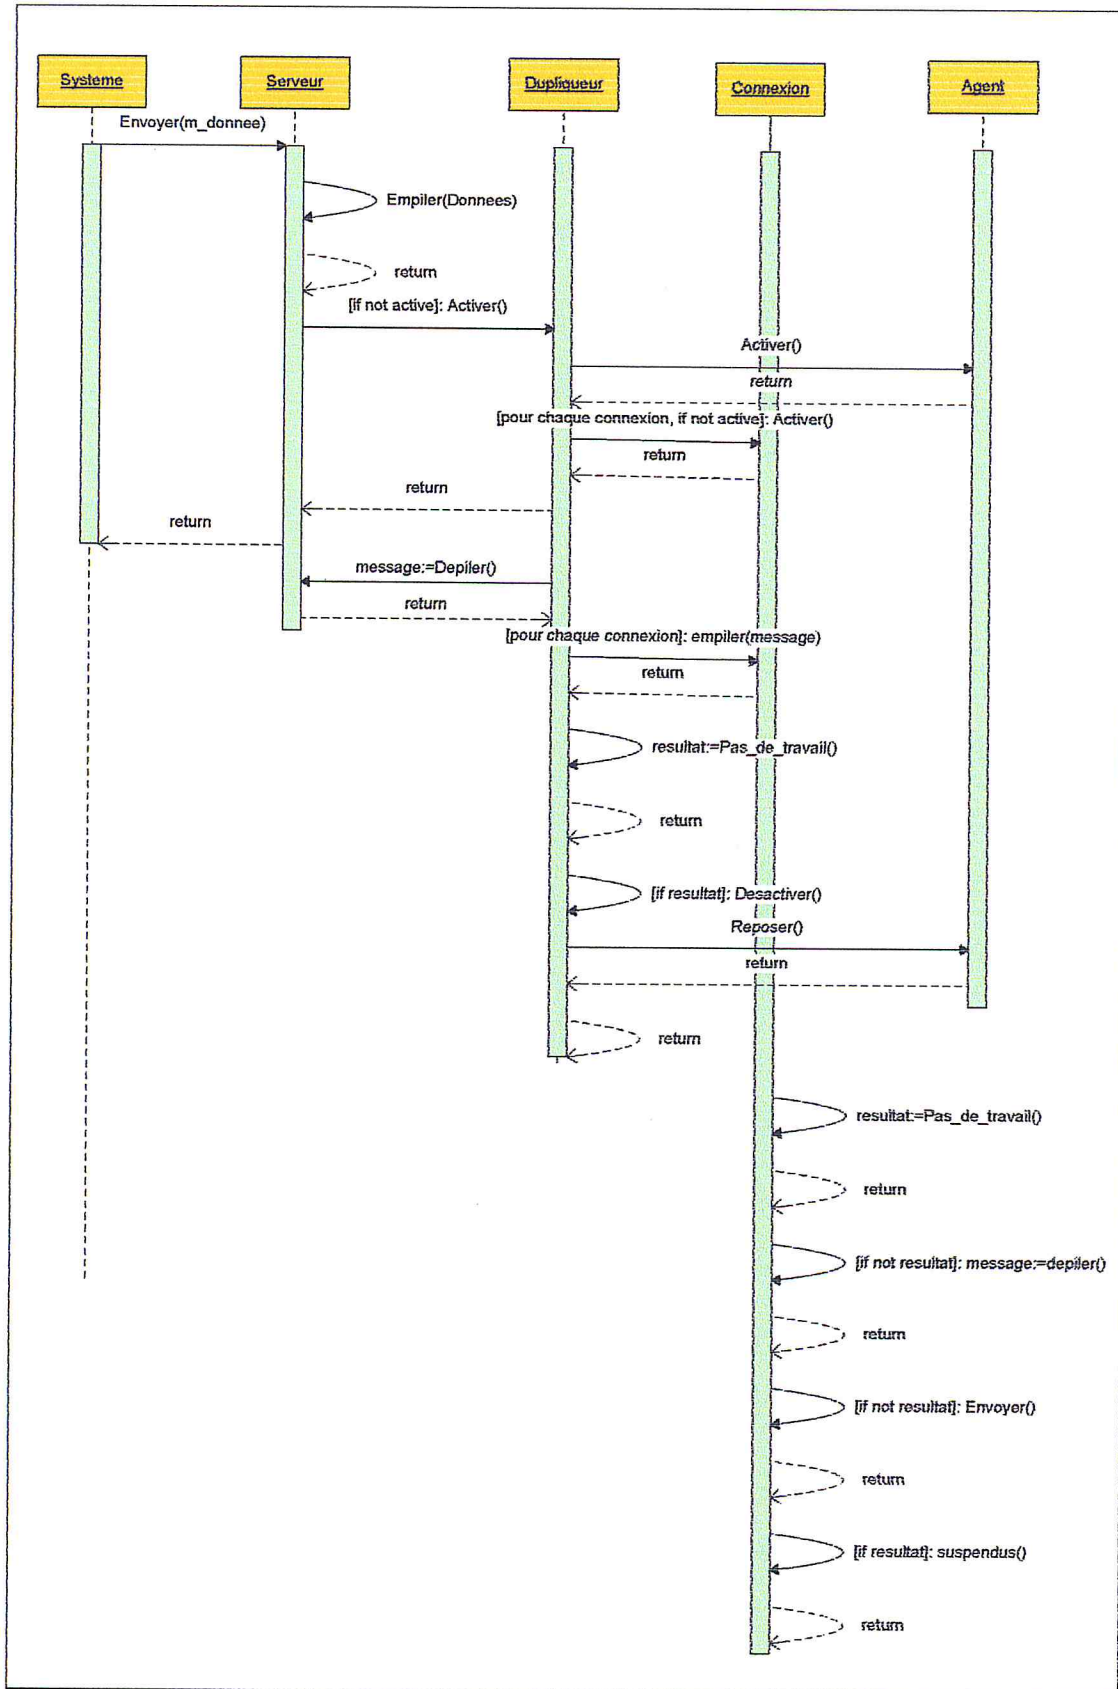 Systeme
Serveur
Dupliqueur
Connexion
Agent
Envoyer(m_donnee)
Empiler(Donnees)
return
[if not active]: Activer()
Activer()
return
[pour chaque connexion, if not active]: Activer()
return
return
return
message:=Depiler()
return
[pour chaque connexion]: empiler(message)
return
resultat:=Pas_de_travail()
return
[if resultat]: Desactiver()
Reposer()
return
return
resultat:=Pas_de_travail()
return
[if not resultat]: message:=depiler()
return
[if not resultat]: Envoyer()
return
[if resultat]: suspendus()
return